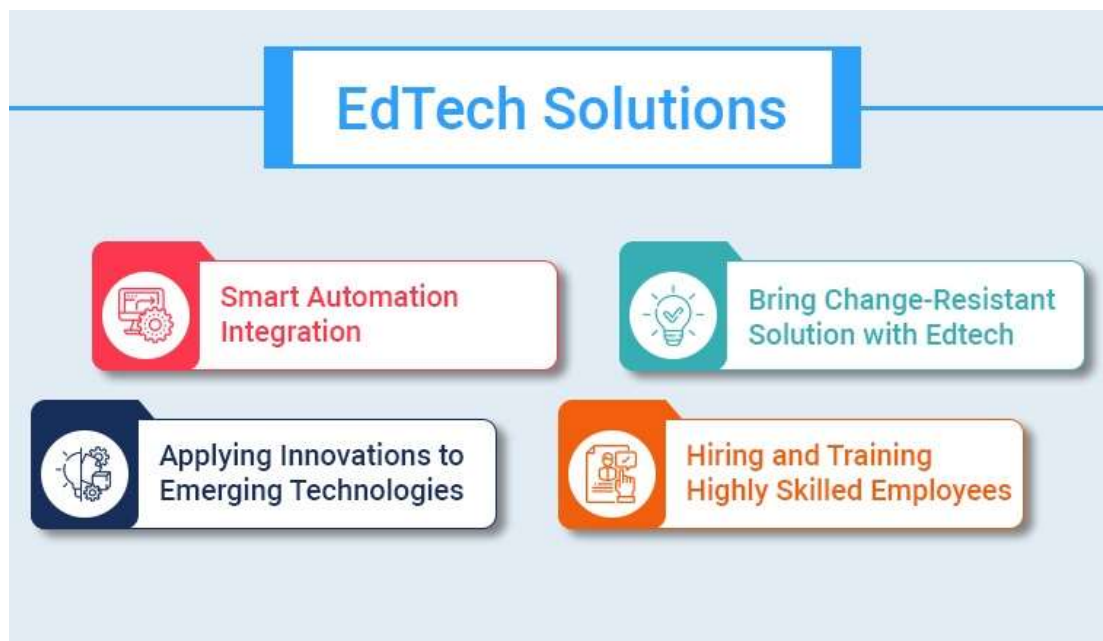 EdTech Solutions
Smart Automation
Integration
Bring Change-Resistant
Solution with Edtech
Applying Innovations to
Emerging Technologies
Hiring and Training
Highly Skilled Employees